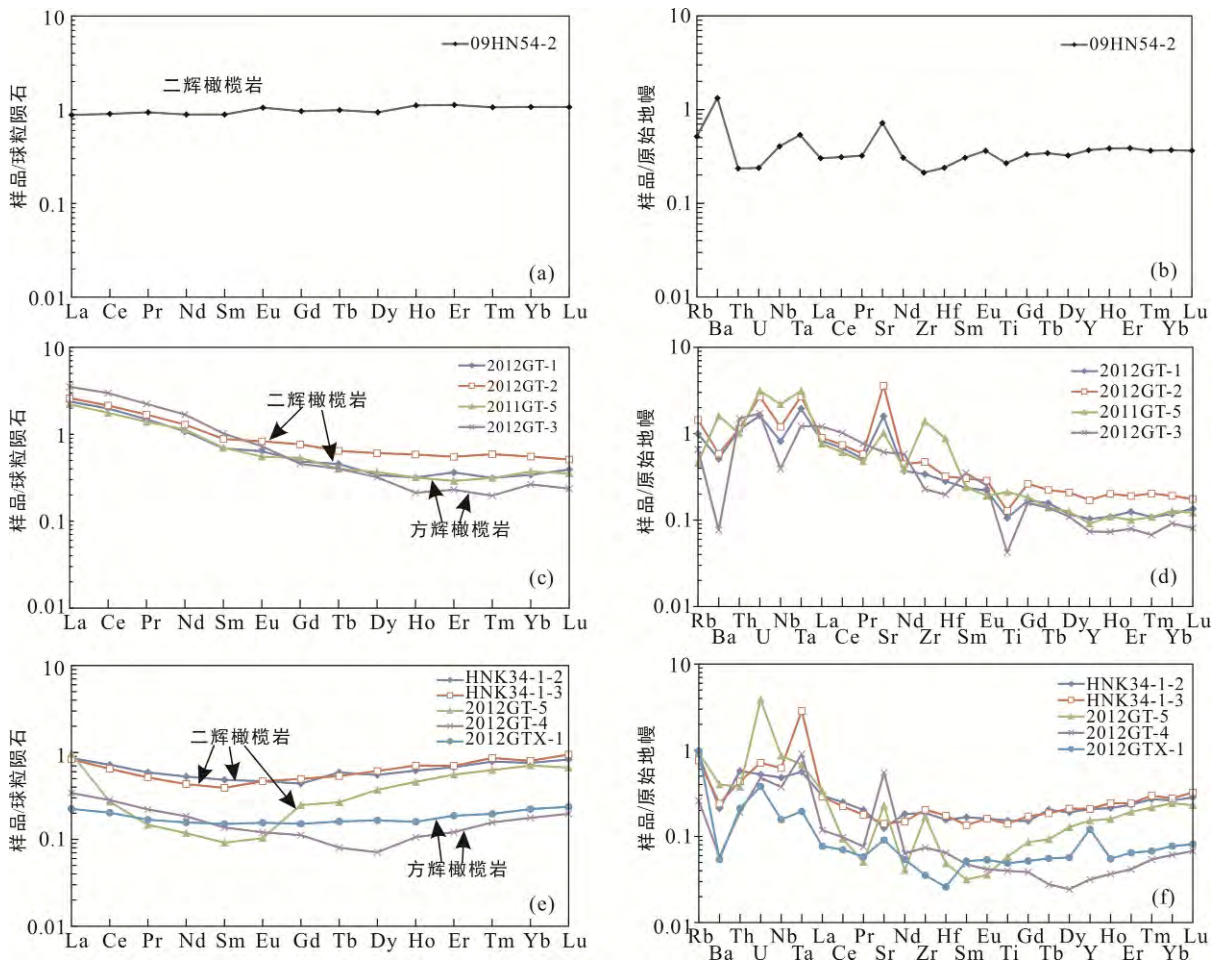 10
09HN54-2
二辉橄榄岩
1
样品/球粒陨石
0.1
(a)
0.01
La Ce Pr Nd Sm Eu Gd Tb Dy Ho Er Tm Yb Lu
10
09HN54-2
1
样品/原始地幔
0.1
(b)
0.01
Rb Th Nb La Pr Nd Hf Eu Gd Dy Ho Tm Lu
Ba U Ta Ce Sr Zr Sm Ti Tb Y Er Yb
10
2012GT-1
2012GT-2
2011GT-5
2012GT-3
二辉橄榄岩
1
样品/球粒陨石
方辉橄榄岩
0.1
(c)
0.01
La Ce Pr Nd Sm Eu Gd Tb Dy Ho Er Tm Yb Lu
10
2012GT-1
2012GT-2
2011GT-5
2012GT-3
1
样品/原始地幔
0.1
(d)
0.01
Rb Th Nb La Pr Nd Hf Eu Gd Dy Ho Tm Lu
Ba U Ta Ce Sr Zr Sm Ti Tb Y Er Yb
10
HNK34-1-2
HNK34-1-3
2012GT-5
2012GT-4
2012GTX-1
二辉橄榄岩
1
样品/球粒陨石
0.1
方辉橄榄岩
(e)
0.01
La Ce Pr Nd Sm Eu Gd Tb Dy Ho Er Tm Yb Lu
10
HNK34-1-2
HNK34-1-3
2012GT-5
2012GT-4
2012GTX-1
1
样品/原始地幔
0.1
(f)
0.01
Rb Th Nb La Pr Nd Hf Eu Gd Dy Ho Tm Lu
Ba U Ta Ce Sr Zr Sm Ti Tb Y Er Yb